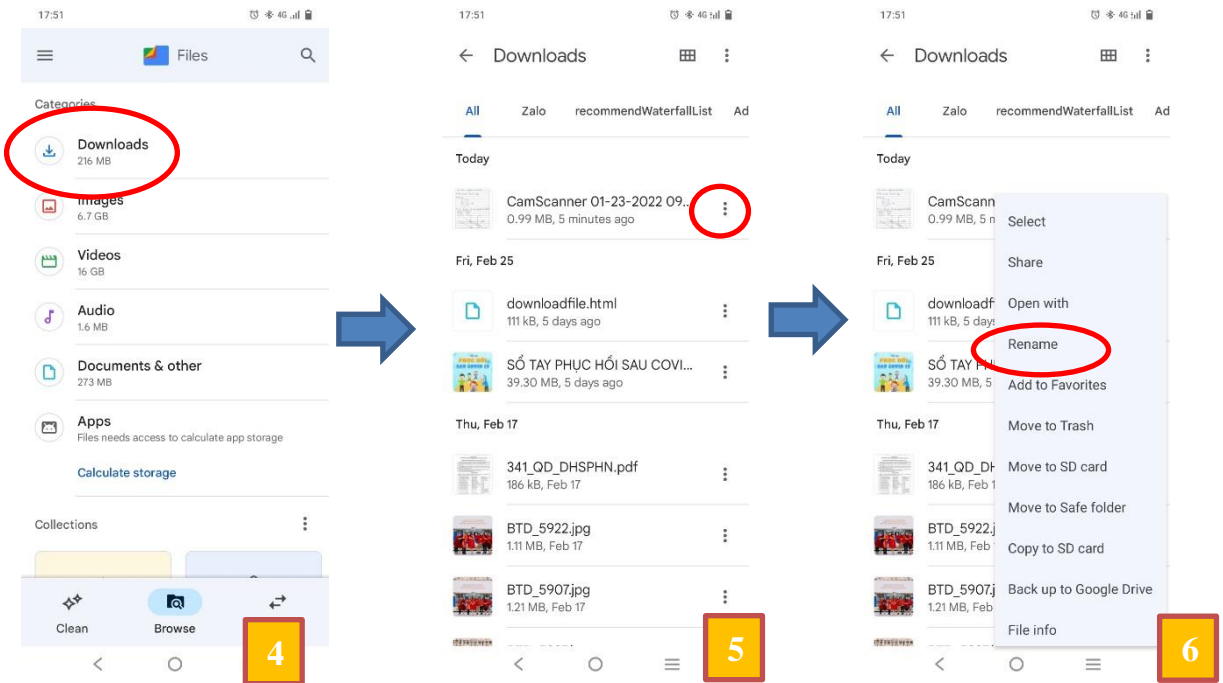 17:51
4G
Files
Categories
Downloads
216 MB
Images
6.7 GB
Videos
16 GB
Audio
1.6 MB
Documents & other
273 MB
Apps
Files needs access to calculate app storage
Calculate storage
Collections
Clean
Browse
4
17:51
4G
Downloads
All Zalo recommendWaterfallList Ad
Today
CamScanner 01-23-2022 09..
0.99 MB, 5 minutes ago
Fri, Feb 25
downloadfile.html
111 kB, 5 days ago
SỔ TAY PHỤC HỒI SAU COVI...
39.30 MB, 5 days ago
Thu, Feb 17
341_QD_DHSPHN.pdf
186 kB, Feb 17
BTD_5922.jpg
1.11 MB, Feb 17
BTD_5907.jpg
1.21 MB, Feb 17
5
17:51
4G
Downloads
All Zalo recommendWaterfallList Ad
Today
CamScann
0.99 MB, 5 m
Fri, Feb 25
downloadf
111 kB, 5 days
SỔ TAY PH
39.30 MB, 5
Thu, Feb 17
341_QD_DH
186 kB, Feb 1
BTD_5922.j
1.11 MB, Feb
BTD_5907.j
1.21 MB, Feb
Select
Share
Open with
Rename
Add to Favorites
Move to Trash
Move to SD card
Move to Safe folder
Copy to SD card
Back up to Google Drive
File info
6